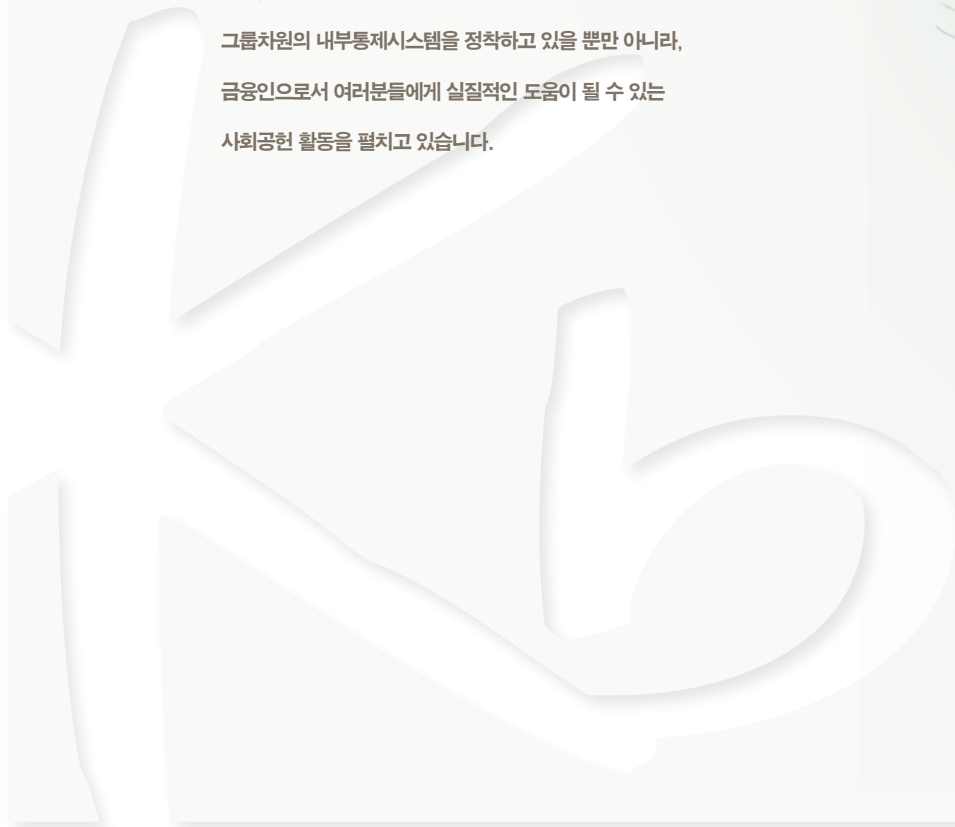 그룹차원의 내부통제시스템을 정착하고 있을 뿐만 아니라,
금융인으로서 여러분들에게 실질적인 도움이 될 수 있는
사회공헌 활동을 펼치고 있습니다.
Kb